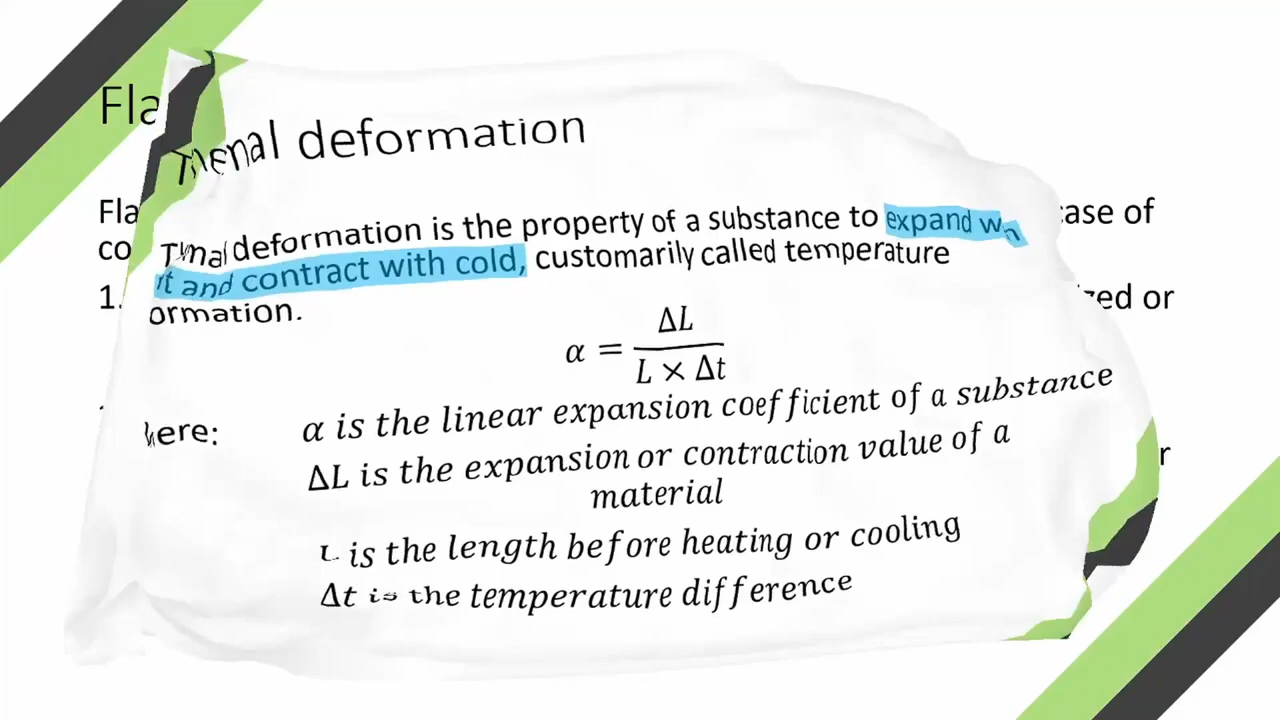 Thermal deformation
Thermal deformation is the property of a substance to expand
and contract with cold, customarily called temperature
ormation.
α = ΔL / (L × Δt)
here: α is the linear expansion coefficient of a substance
ΔL is the expansion or contraction value of a
material
L is the length before heating or cooling
Δt is the temperature difference
Fla
Fla
case of
co
1.
ized or
r